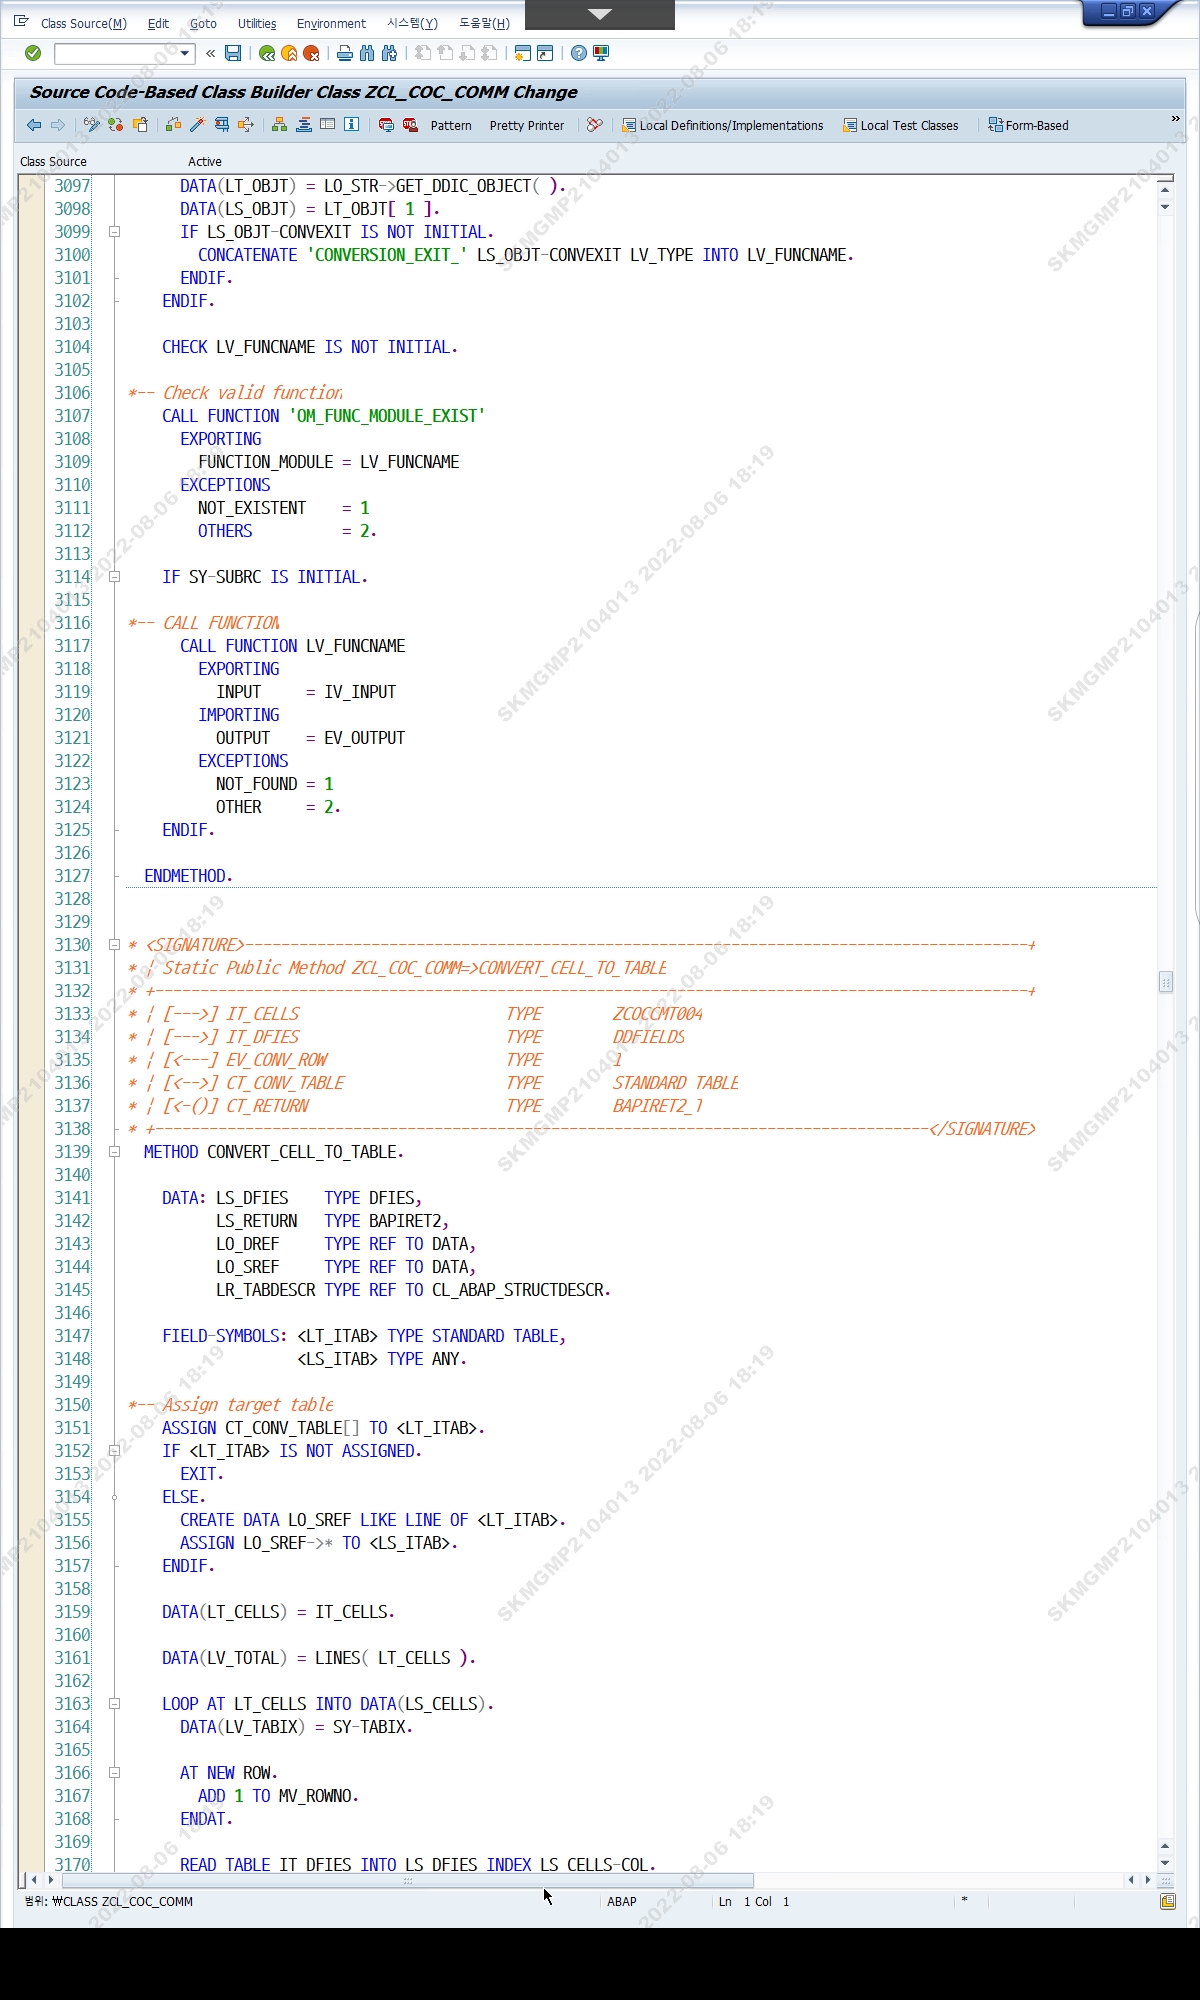 Class Source(M) Edit Goto Utilities Environment 시스템(Y) 도움말(H)
Source Code-Based Class Builder Class ZCL_COC_COMM Change
Pattern Pretty Printer Local Definitions/Implementations Local Test Classes Form-Based
Class Source Active
3097 DATA(LT_OBJT) = LO_STR->GET_DDIC_OBJECT( ).
3098 DATA(LS_OBJT) = LT_OBJT[ 1 ].
3099 IF LS_OBJT-CONVEXIT IS NOT INITIAL.
3100 CONCATENATE 'CONVERSION_EXIT_' LS_OBJT-CONVEXIT LV_TYPE INTO LV_FUNCNAME.
3101 ENDIF.
3102 ENDIF.
3103
3104 CHECK LV_FUNCNAME IS NOT INITIAL.
3105
3106 *-- Check valid function
3107 CALL FUNCTION 'OM_FUNC_MODULE_EXIST'
3108 EXPORTING
3109 FUNCTION_MODULE = LV_FUNCNAME
3110 EXCEPTIONS
3111 NOT_EXISTENT = 1
3112 OTHERS = 2.
3113
3114 IF SY-SUBRC IS INITIAL.
3115
3116 *-- CALL FUNCTION
3117 CALL FUNCTION LV_FUNCNAME
3118 EXPORTING
3119 INPUT = IV_INPUT
3120 IMPORTING
3121 OUTPUT = EV_OUTPUT
3122 EXCEPTIONS
3123 NOT_FOUND = 1
3124 OTHER = 2.
3125 ENDIF.
3126
3127 ENDMETHOD.
3128
3129
3130 * <SIGNATURE>---------------------------------------------------------------------------------------+
3131 * | Static Public Method ZCL_COC_COMM=>CONVERT_CELL_TO_TABLE
3132 * +-------------------------------------------------------------------------------------------------+
3133 * | [--->] IT_CELLS TYPE ZCOCCMT004
3134 * | [--->] IT_DFIES TYPE DDFIELDS
3135 * | [<---] EV_CONV_ROW TYPE I
3136 * | [<-->] CT_CONV_TABLE TYPE STANDARD TABLE
3137 * | [<-()] CT_RETURN TYPE BAPIRET2_T
3138 * +--------------------------------------------------------------------------------------</SIGNATURE>
3139 METHOD CONVERT_CELL_TO_TABLE.
3140
3141 DATA: LS_DFIES TYPE DFIES,
3142 LS_RETURN TYPE BAPIRET2,
3143 LO_DREF TYPE REF TO DATA,
3144 LO_SREF TYPE REF TO DATA,
3145 LR_TABDESCR TYPE REF TO CL_ABAP_STRUCTDESCR.
3146
3147 FIELD-SYMBOLS: <LT_ITAB> TYPE STANDARD TABLE,
3148 <LS_ITAB> TYPE ANY.
3149
3150 *-- Assign target table
3151 ASSIGN CT_CONV_TABLE[] TO <LT_ITAB>.
3152 IF <LT_ITAB> IS NOT ASSIGNED.
3153 EXIT.
3154 ELSE.
3155 CREATE DATA LO_SREF LIKE LINE OF <LT_ITAB>.
3156 ASSIGN LO_SREF->* TO <LS_ITAB>.
3157 ENDIF.
3158
3159 DATA(LT_CELLS) = IT_CELLS.
3160
3161 DATA(LV_TOTAL) = LINES( LT_CELLS ).
3162
3163 LOOP AT LT_CELLS INTO DATA(LS_CELLS).
3164 DATA(LV_TABIX) = SY-TABIX.
3165
3166 AT NEW ROW.
3167 ADD 1 TO MV_ROWNO.
3168 ENDAT.
3169
3170 READ TABLE IT_DFIES INTO LS_DFIES INDEX LS_CELLS-COL.
범위: ₩CLASS ZCL_COC_COMM ABAP Ln 1 Col 1 *
SKMGMP2104013 2022-08-06 18:19